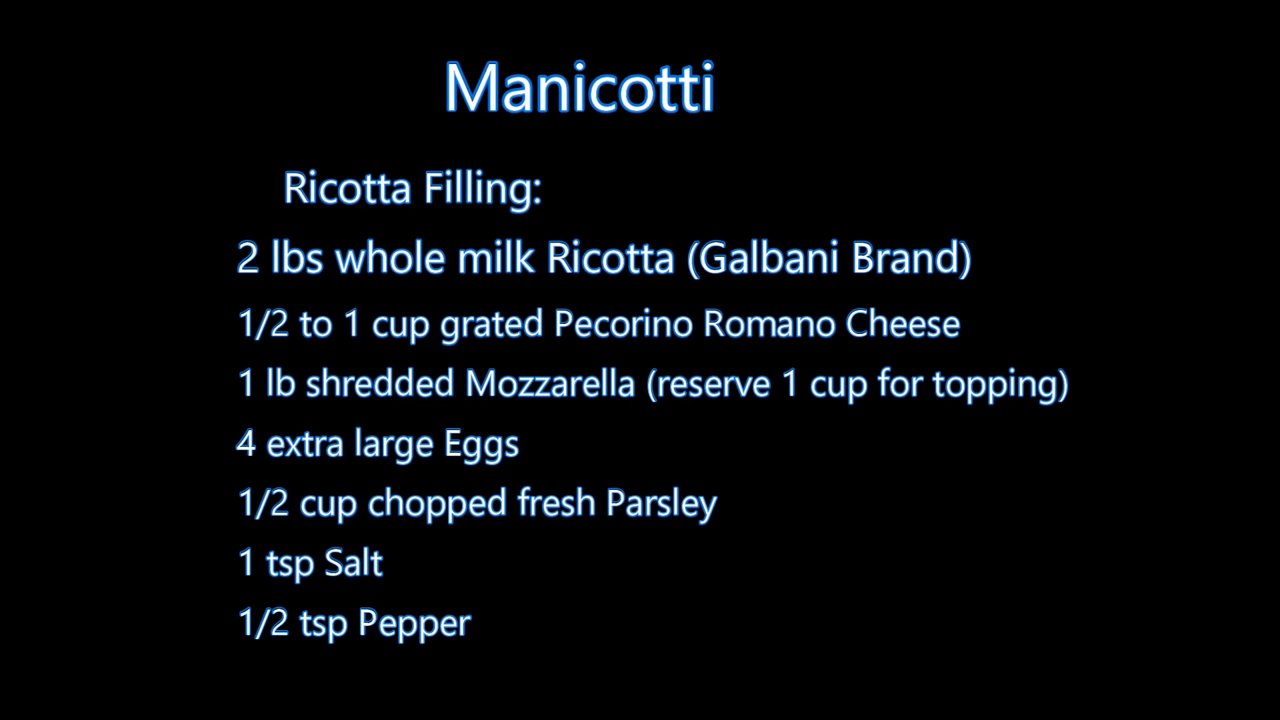 Manicotti
Ricotta Filling:
2 lbs whole milk Ricotta (Galbani Brand)
1/2 to 1 cup grated Pecorino Romano Cheese
1 lb shredded Mozzarella (reserve 1 cup for topping)
4 extra large Eggs
1/2 cup chopped fresh Parsley
1 tsp Salt
1/2 tsp Pepper